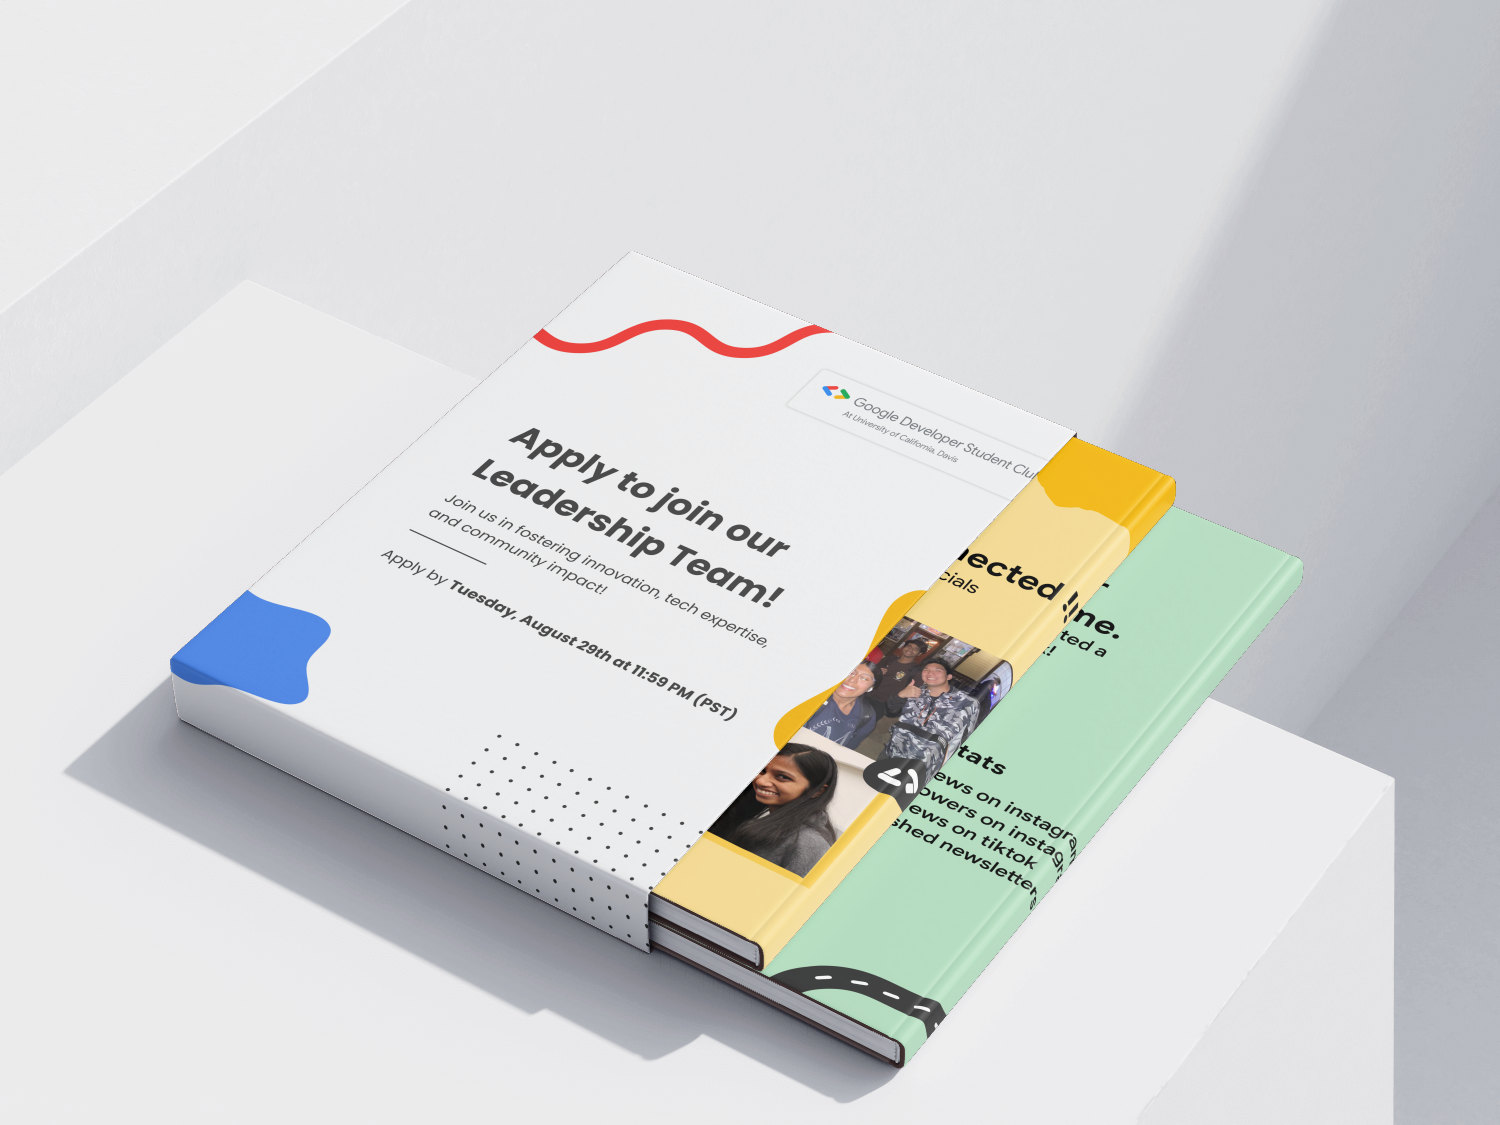 Google Developer Student Clu
At University of California, Davis
Apply to join our
Leadership Team!
Join us in fostering innovation, tech expertise,
and community impact!
Apply by Tuesday, August 29th at 11:59 PM (PST)
nected
cials
ne.
ted a
t!
tats
ews on instagram
owers on instagr
ews on tiktok
shed newsletters